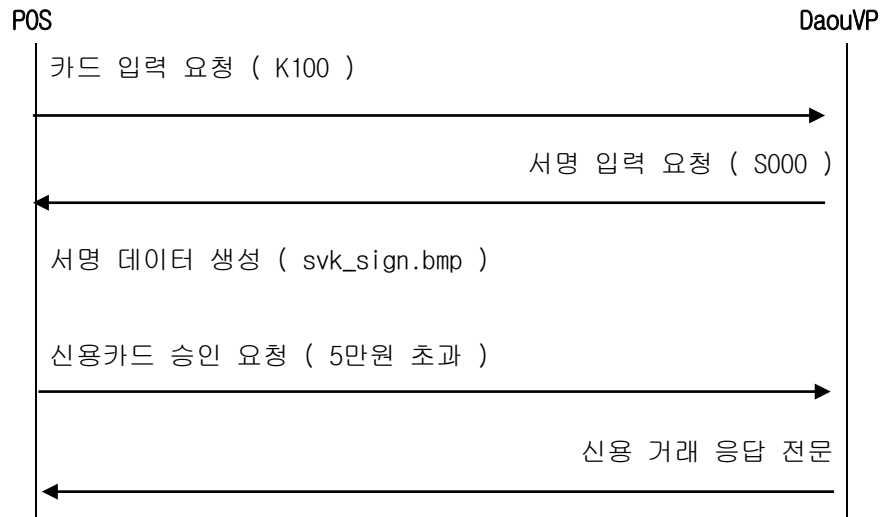 POS DaouVP
카드 입력 요청 ( K100 )
서명 입력 요청 ( S000 )
서명 데이터 생성 ( svk_sign.bmp )
신용카드 승인 요청 ( 5만원 초과 )
신용 거래 응답 전문